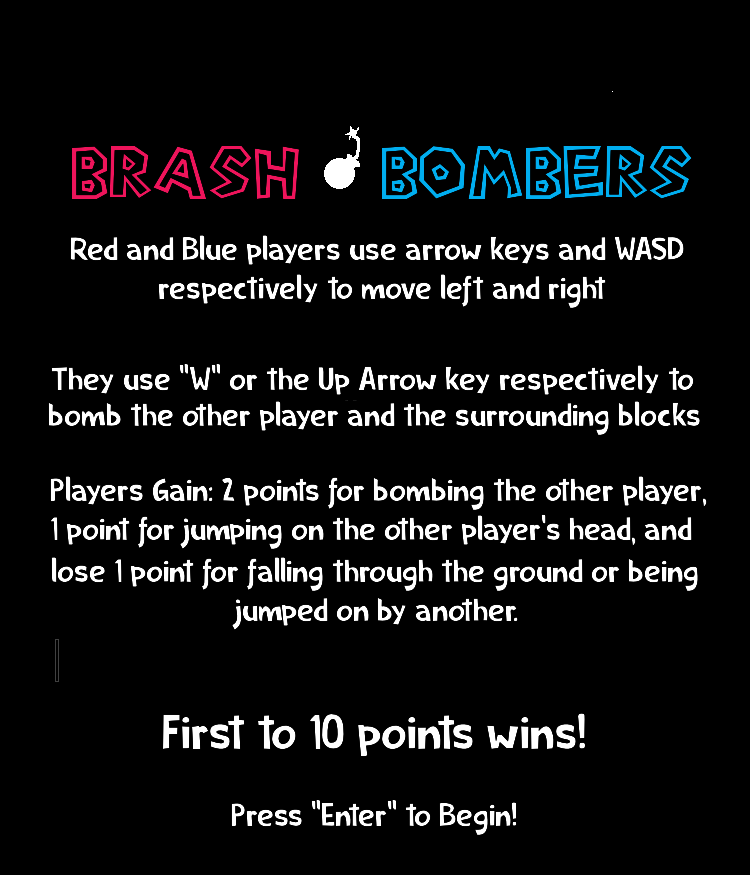 BRASH BOMBERS
Red and Blue players use arrow keys and WASD
respectively to move left and right
They use "W" or the Up Arrow key respectively to
bomb the other player and the surrounding blocks
Players Gain: 2 points for bombing the other player,
1 point for jumping on the other player's head, and
lose 1 point for falling through the ground or being
jumped on by another.
First to 10 points wins!
Press "Enter" to Begin!